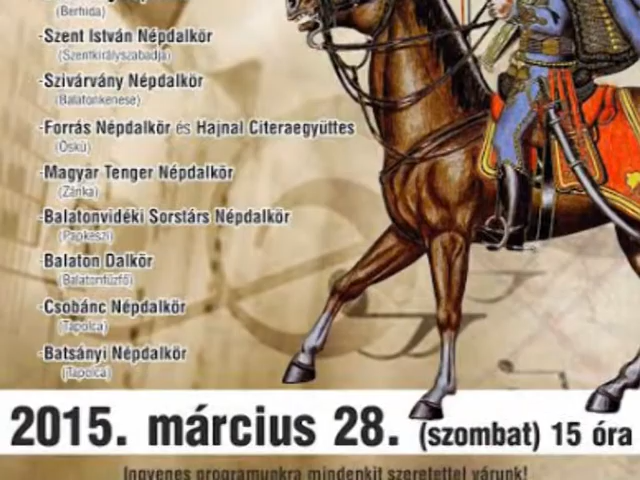 (Berhida)
-Szent István Népdalkör
(Szentkirályszabadja)
-Szivárvány Népdalkör
(Balatonkenese)
-Forrás Népdalkör és Hajnal Citeraegyüttes
(Öskü)
-Magyar Tenger Népdalkör
(Zánka)
-Balatonvidéki Sorstárs Népdalkör
(Papkeszi)
-Balaton Dalkör
(Balatonfűzfő)
-Csobánc Népdalkör
(Tapolca)
-Batsányi Népdalkör
(Tapolca)
2015. március 28. (szombat) 15 óra
Ingyenes programunkra mindenkit szeretettel várunk!